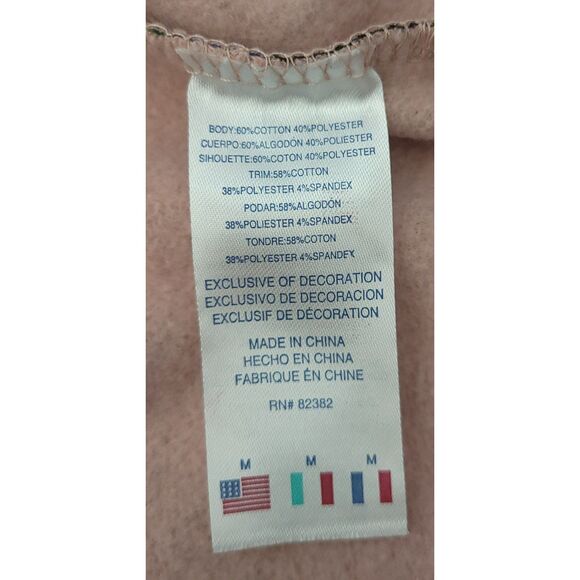 BODY:60%COTTON 40%POLYESTER
CUERPO:60%ALGODON 40%POLIESTER
SIHOUETTE:60%COTON 40%POLYESTER
TRIM:58%COTTON
38%POLYESTER 4%SPANDEX
PODAR:58%ALGODÓN
38%POLIESTER 4%SPANDEX
TONDRE:58%COTON
38%POLYESTER 4%SPANDEX
EXCLUSIVE OF DECORATION
EXCLUSIVO DE DECORACION
EXCLUSIF DE DÉCORATION
MADE IN CHINA
HECHO EN CHINA
FABRIQUE ÉN CHINE
RN# 82382
M M M